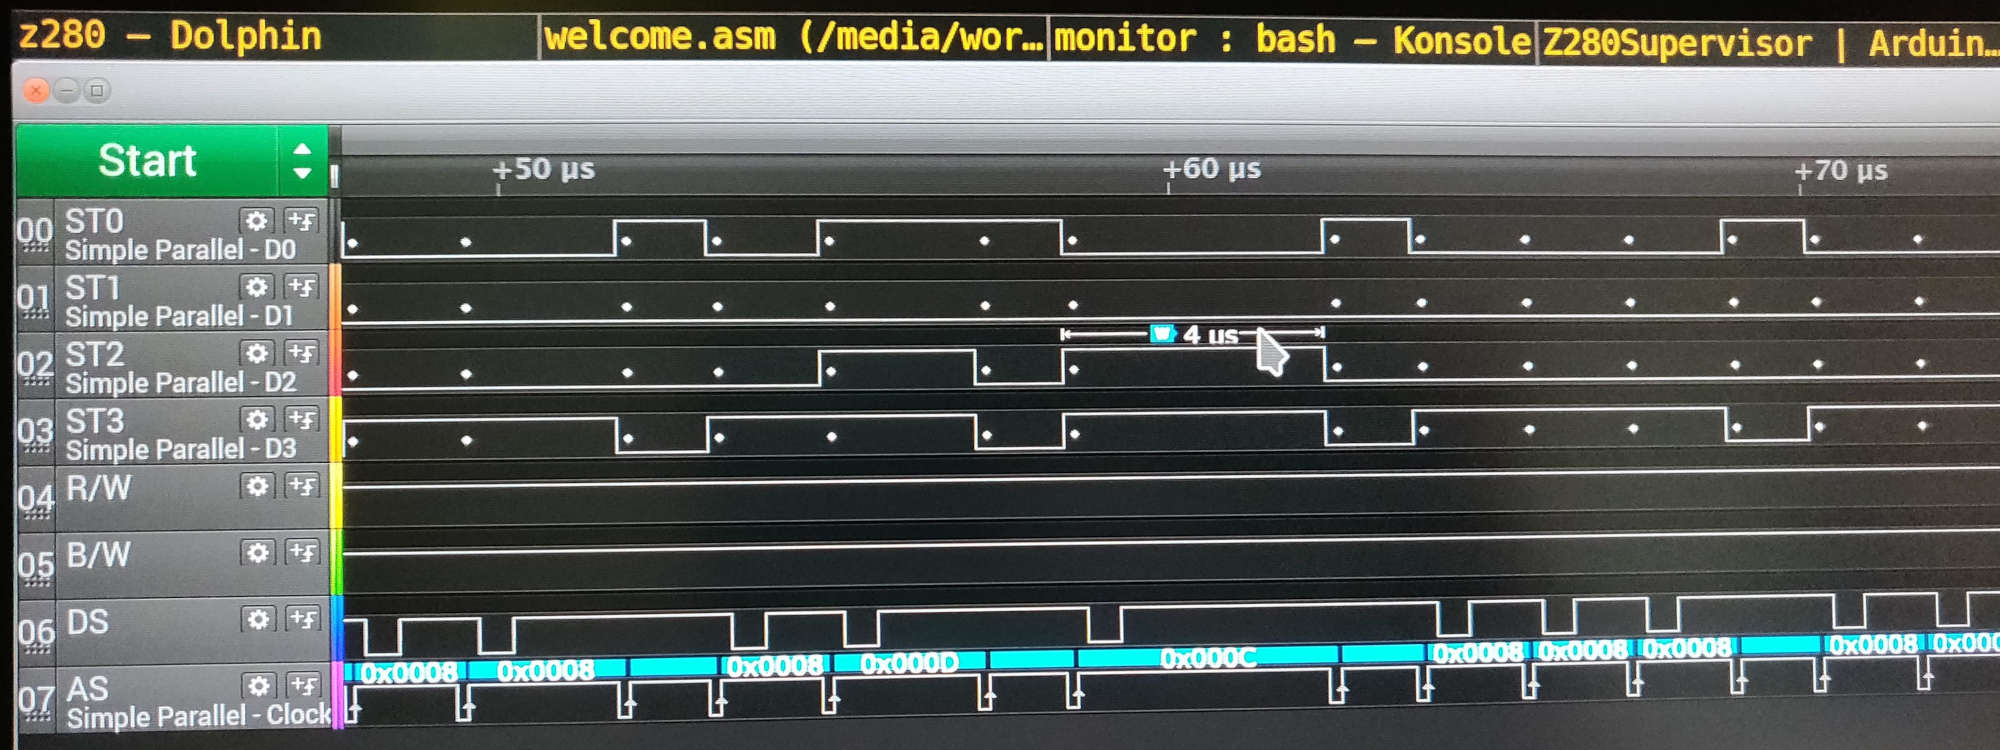 z280 — Dolphin
welcome.asm (/media/wor…
monitor : bash — Konsole
Z280Supervisor | Arduin…
Start
+50 µs
+60 µs
+70 µs
00 ST0
Simple Parallel - D0
01 ST1
Simple Parallel - D1
W 4 us
02 ST2
Simple Parallel - D2
03 ST3
Simple Parallel - D3
04 R/W
05 B/W
06 DS
0x0008 0x0008 0x0008 0x000D 0x000C 0x0008 0x0008 0x0008 0x0008 0x000
07 AS
Simple Parallel - Clock